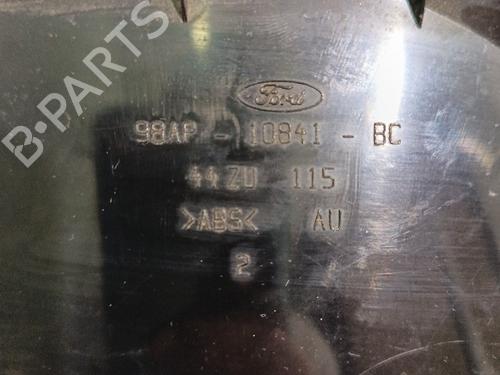 B-PARTS
Ford
98AP - 10841 - BC
44ZU 115
>ABS< AU
2